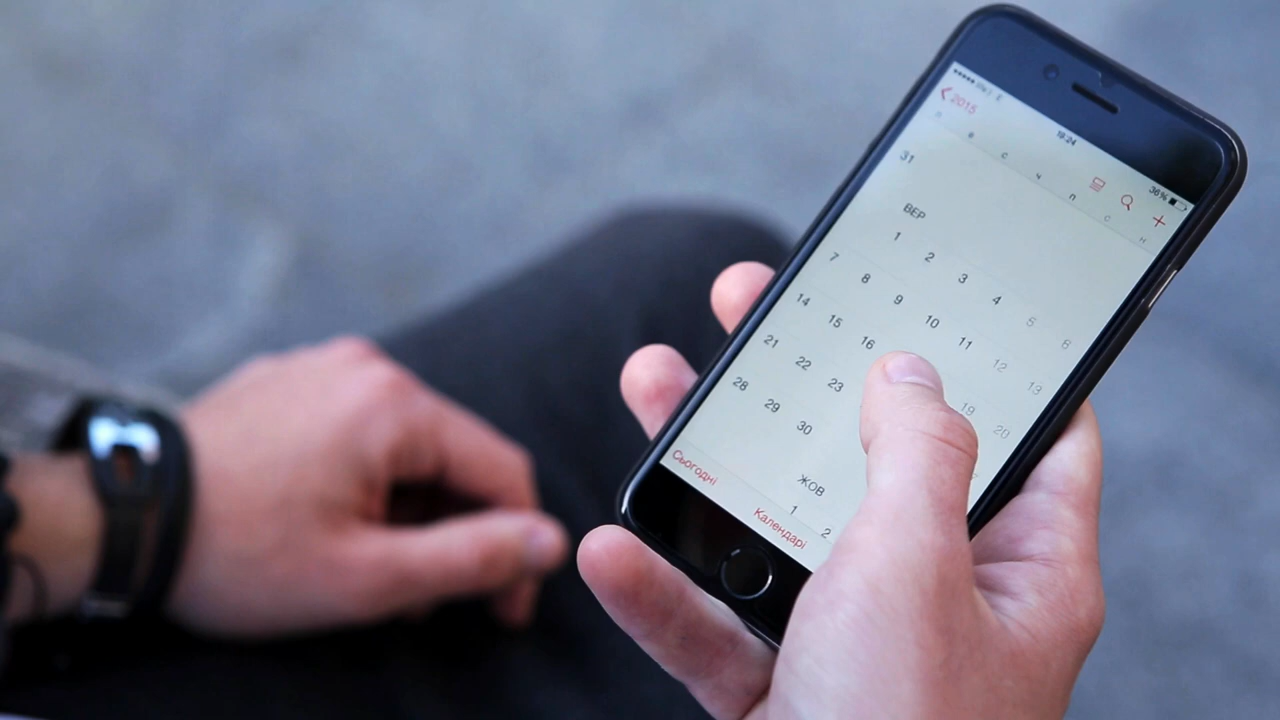 19:24
36%
2015
п в с ч п с н
31
ВЕР
1 2 3 4 5 6
7 8 9 10 11 12 13
14 15 16 19 20
21 22 23
28 29 30
ЖОВ
1 2
Сьогодні Календарі